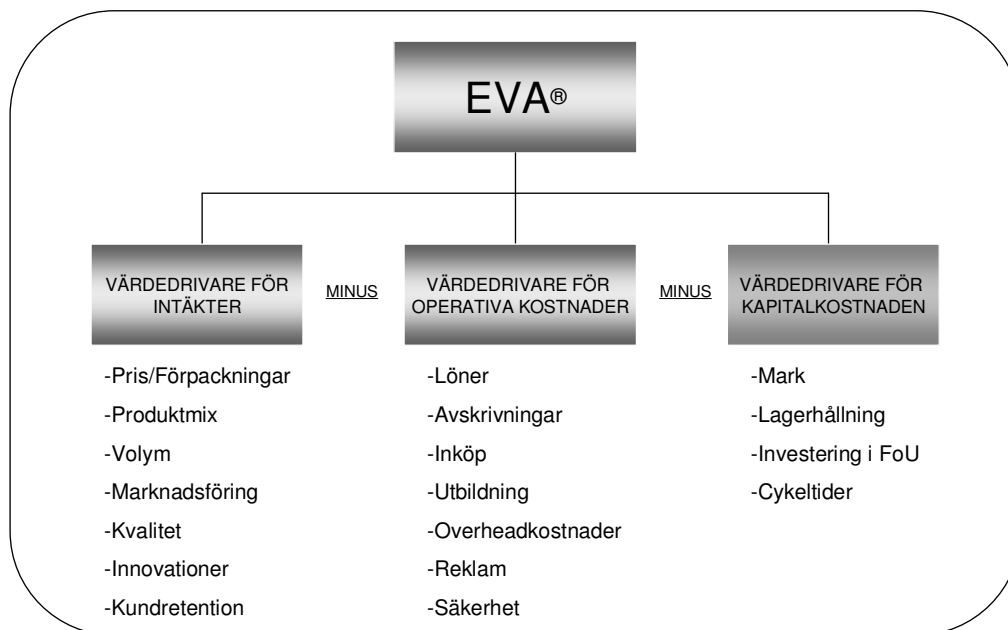 EVA®
VÄRDEDRIVARE FÖR
INTÄKTER
MINUS
VÄRDEDRIVARE FÖR
OPERATIVA KOSTNADER
MINUS
VÄRDEDRIVARE FÖR
KAPITALKOSTNADEN
-Pris/Förpackningar
-Produktmix
-Volym
-Marknadsföring
-Kvalitet
-Innovationer
-Kundretention
-Löner
-Avskrivningar
-Inköp
-Utbildning
-Overheadkostnader
-Reklam
-Säkerhet
-Mark
-Lagerhållning
-Investering i FoU
-Cykeltider